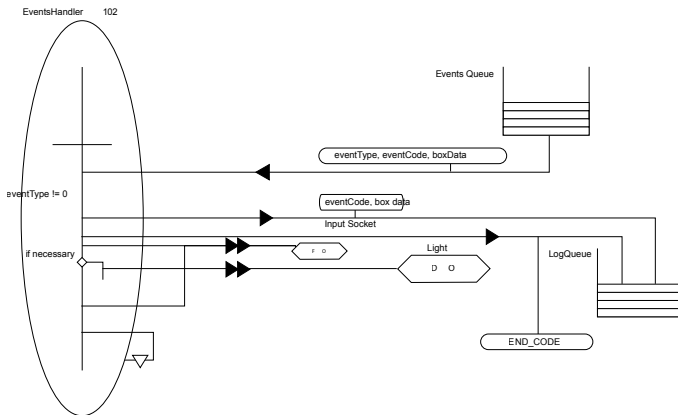 EventsHandler 102
Events Queue
eventType, eventCode, boxData
eventType != 0
eventCode, box data
Input Socket
if necessary
Light
LogQueue
F O
D O
END_CODE